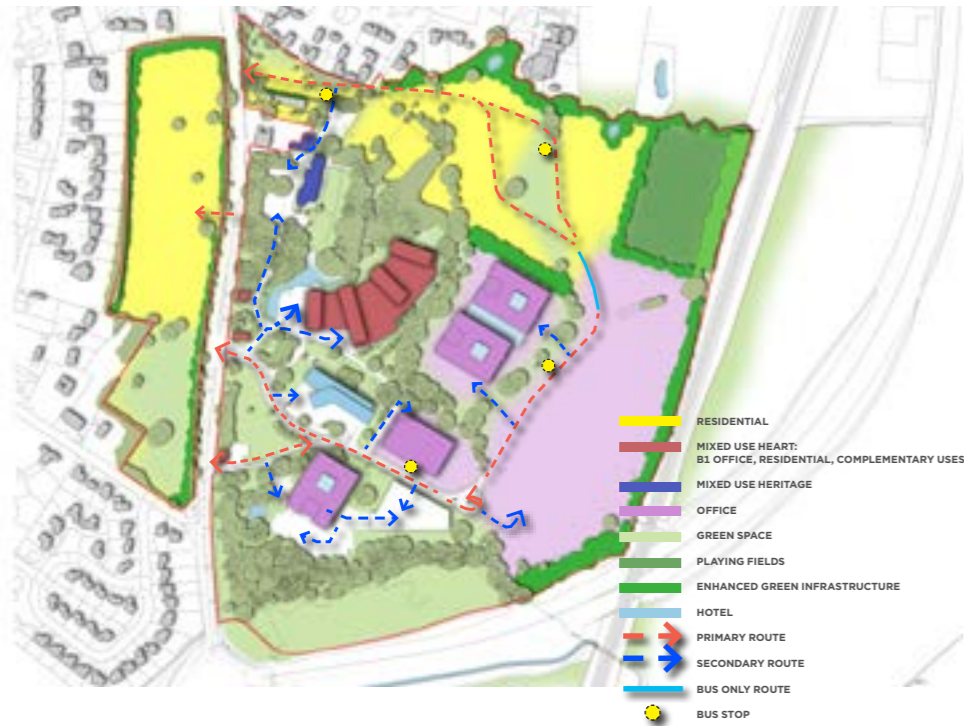 RESIDENTIAL
MIXED USE HEART:
B1 OFFICE, RESIDENTIAL, COMPLEMENTARY USES
MIXED USE HERITAGE
OFFICE
GREEN SPACE
PLAYING FIELDS
ENHANCED GREEN INFRASTRUCTURE
HOTEL
PRIMARY ROUTE
SECONDARY ROUTE
BUS ONLY ROUTE
BUS STOP